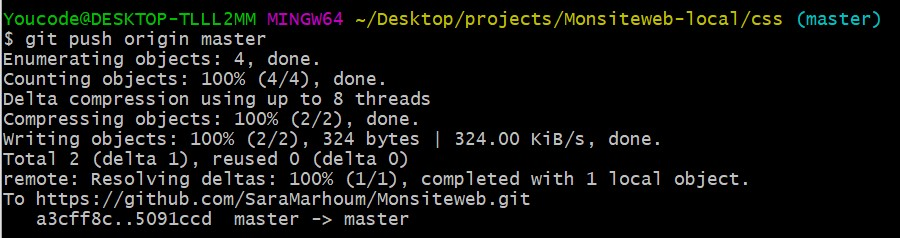 Youcode@DESKTOP-TLLL2MM MINGW64 ~/Desktop/projects/Monsiteweb-local/css (master)
$ git push origin master
Enumerating objects: 4, done.
Counting objects: 100% (4/4), done.
Delta compression using up to 8 threads
Compressing objects: 100% (2/2), done.
Writing objects: 100% (2/2), 324 bytes | 324.00 KiB/s, done.
Total 2 (delta 1), reused 0 (delta 0)
remote: Resolving deltas: 100% (1/1), completed with 1 local object.
To https://github.com/SaraMarhoum/Monsiteweb.git
   a3cff8c..5091ccd  master -> master